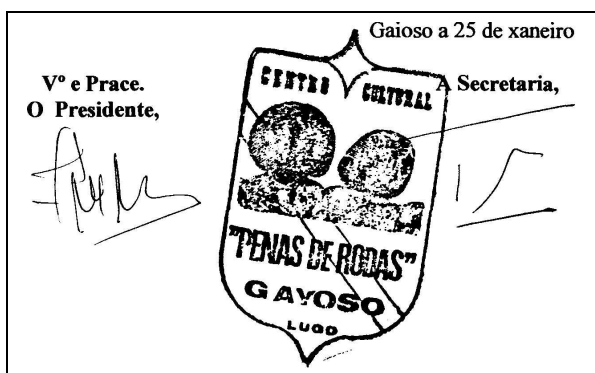 Gaioso a 25 de xaneiro
Vº e Prace.
O Presidente,
A Secretaria,
CENTRO CULTURAL
"PENAS DE RODAS"
GAYOSO
LUGO